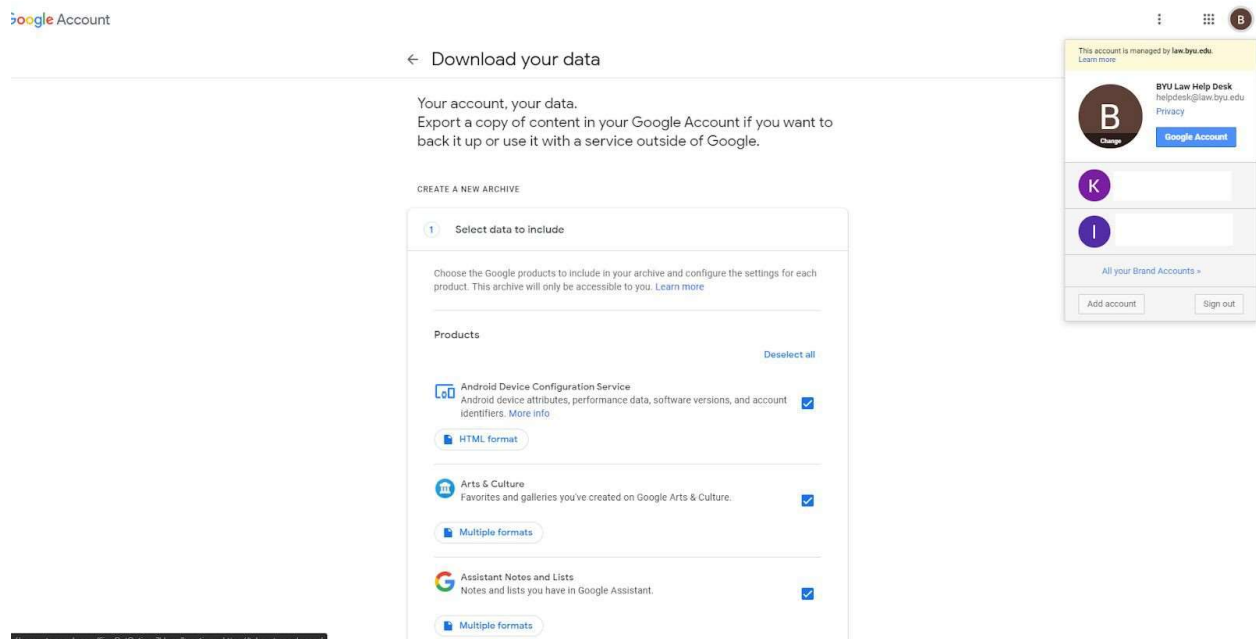 Google Account
B
This account is managed by law.byu.edu.
Learn more
← Download your data
BYU Law Help Desk
helpdesk@law.byu.edu
Privacy
B
Change
Google Account
Your account, your data.
Export a copy of content in your Google Account if you want to
back it up or use it with a service outside of Google.
K
I
All your Brand Accounts »
Add account
Sign out
CREATE A NEW ARCHIVE
1 Select data to include
Choose the Google products to include in your archive and configure the settings for each
product. This archive will only be accessible to you. Learn more
Products
Deselect all
Android Device Configuration Service
Android device attributes, performance data, software versions, and account
identifiers. More info
HTML format
Arts & Culture
Favorites and galleries you've created on Google Arts & Culture.
Multiple formats
Assistant Notes and Lists
Notes and lists you have in Google Assistant.
Multiple formats